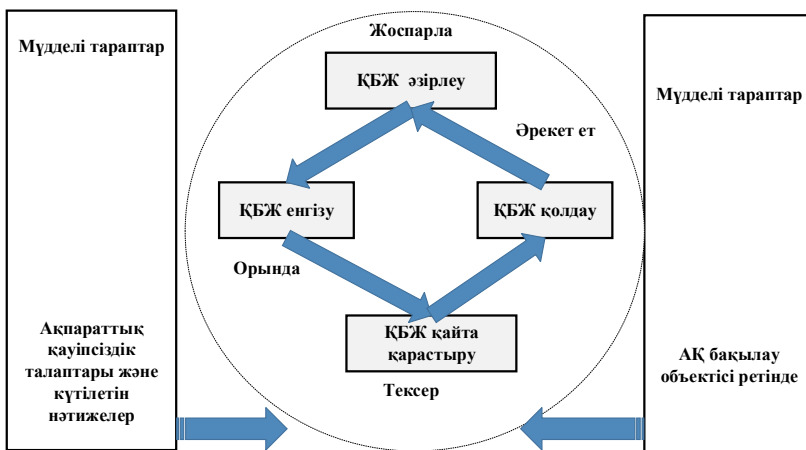 Мүдделі тараптар
Ақпараттық
қауіпсіздік
талаптары және
күтілетін
нәтижелер
Жоспарла
ҚБЖ әзірлеу
Әрекет ет
ҚБЖ енгізу
ҚБЖ қолдау
Орында
ҚБЖ қайта
қарастыру
Тексер
Мүдделі тараптар
АҚ бақылау
объектісі ретінде